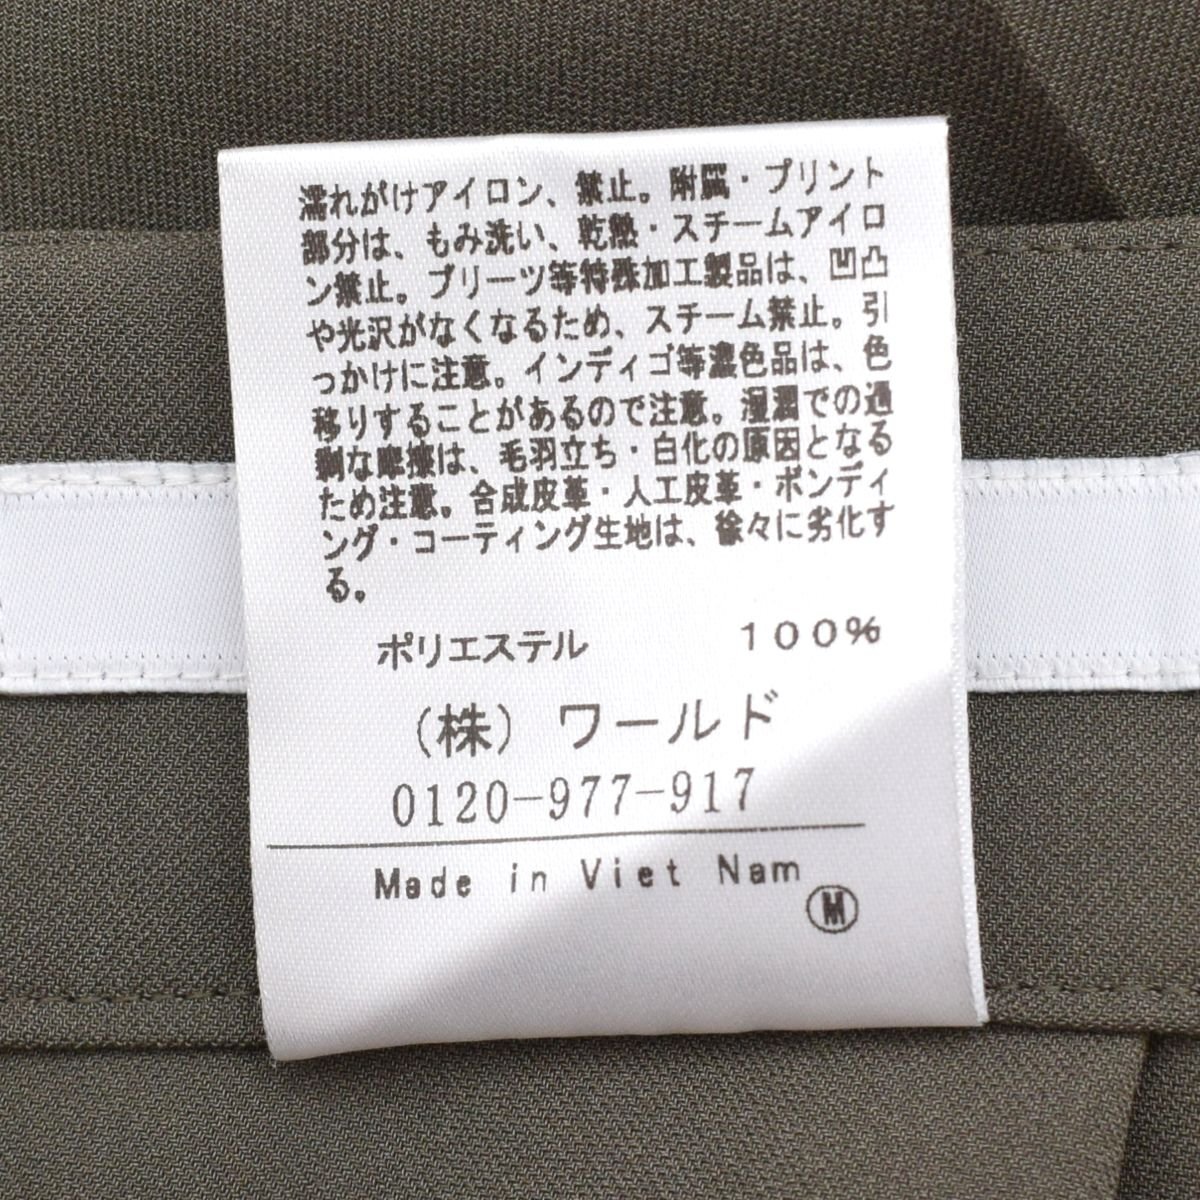 濡れがけアイロン、禁止。附属・プリント
部分は、もみ洗い、乾熱・スチームアイロ
ン禁止。プリーツ等特殊加工製品は、凹凸
や光沢がなくなるため、スチーム禁止。引
っかけに注意。インディゴ等濃色品は、色
移りすることがあるので注意。湿潤での過
剰な摩擦は、毛羽立ち・白化の原因となる
ため注意。合成皮革・人工皮革・ボンディ
ング・コーティング生地は、徐々に劣化す
る。
ポリエステル 100%
(株) ワールド
0120-977-917
Made in Viet Nam
M